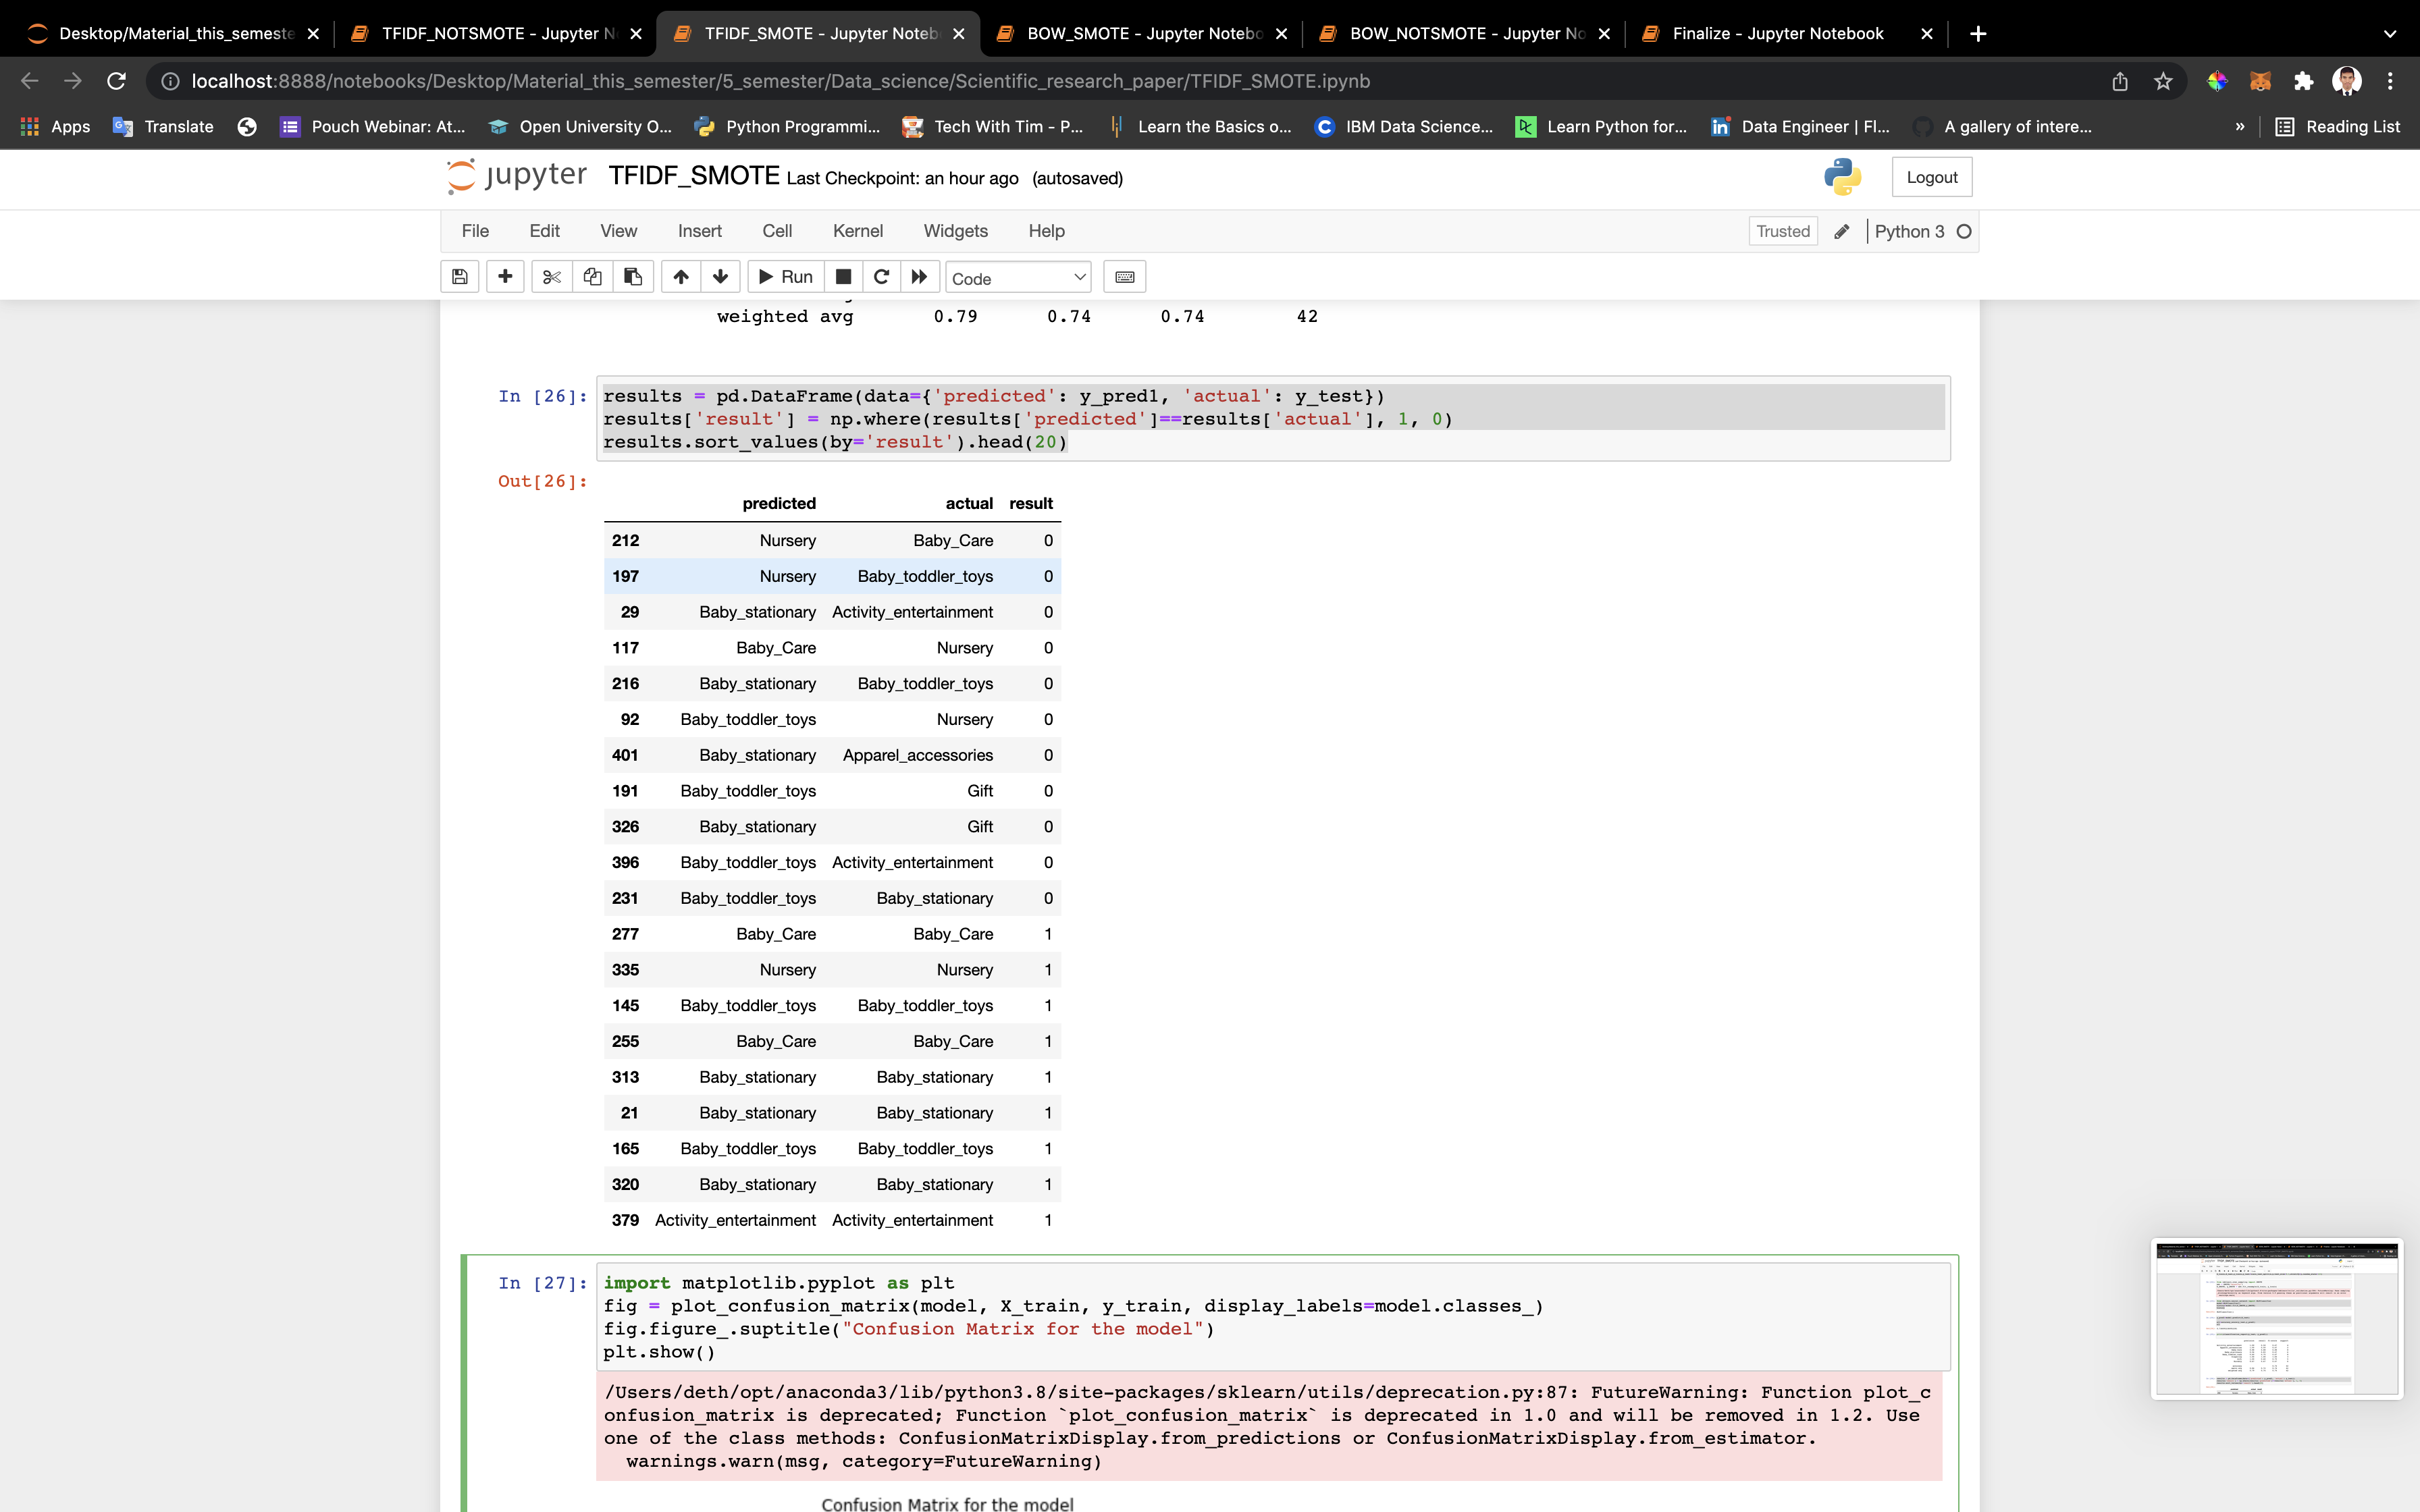 Desktop/Material_this_semeste
TFIDF_NOTSMOTE - Jupyter N
TFIDF_SMOTE - Jupyter Noteb
BOW_SMOTE - Jupyter Notebo
BOW_NOTSMOTE - Jupyter No
Finalize - Jupyter Notebook
localhost:8888/notebooks/Desktop/Material_this_semester/5_semester/Data_science/Scientific_research_paper/TFIDF_SMOTE.ipynb
Apps Translate Pouch Webinar: At... Open University O... Python Programmi... Tech With Tim - P... Learn the Basics o... IBM Data Science... Learn Python for... Data Engineer | Fl... A gallery of intere... » Reading List
jupyter TFIDF_SMOTE Last Checkpoint: an hour ago (autosaved) Logout
File Edit View Insert Cell Kernel Widgets Help Trusted Python 3
Run Code
weighted avg 0.79 0.74 0.74 42
In [26]: results = pd.DataFrame(data={'predicted': y_pred1, 'actual': y_test})
results['result'] = np.where(results['predicted']==results['actual'], 1, 0)
results.sort_values(by='result').head(20)
Out[26]:
predicted actual result
212 Nursery Baby_Care 0
197 Nursery Baby_toddler_toys 0
29 Baby_stationary Activity_entertainment 0
117 Baby_Care Nursery 0
216 Baby_stationary Baby_toddler_toys 0
92 Baby_toddler_toys Nursery 0
401 Baby_stationary Apparel_accessories 0
191 Baby_toddler_toys Gift 0
326 Baby_stationary Gift 0
396 Baby_toddler_toys Activity_entertainment 0
231 Baby_toddler_toys Baby_stationary 0
277 Baby_Care Baby_Care 1
335 Nursery Nursery 1
145 Baby_toddler_toys Baby_toddler_toys 1
255 Baby_Care Baby_Care 1
313 Baby_stationary Baby_stationary 1
21 Baby_stationary Baby_stationary 1
165 Baby_toddler_toys Baby_toddler_toys 1
320 Baby_stationary Baby_stationary 1
379 Activity_entertainment Activity_entertainment 1
In [27]: import matplotlib.pyplot as plt
fig = plot_confusion_matrix(model, X_train, y_train, display_labels=model.classes_)
fig.figure_.suptitle("Confusion Matrix for the model")
plt.show()
/Users/deth/opt/anaconda3/lib/python3.8/site-packages/sklearn/utils/deprecation.py:87: FutureWarning: Function plot_c
onfusion_matrix is deprecated; Function `plot_confusion_matrix` is deprecated in 1.0 and will be removed in 1.2. Use
one of the class methods: ConfusionMatrixDisplay.from_predictions or ConfusionMatrixDisplay.from_estimator.
warnings.warn(msg, category=FutureWarning)
Confusion Matrix for the model